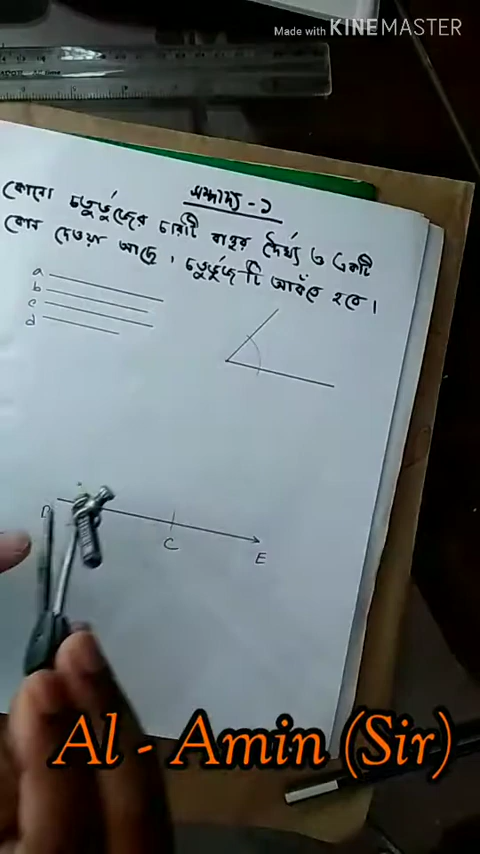 Made with KINEMASTER
সম্পাদ্য - ১
কোনো চতুর্ভুজের চারটি বাহুর দৈর্ঘ্য ও একটি
কোন দেওয়া আছে। চতুর্ভুজটি আঁকতে হবে।
a
b
c
d
B
C
E
Al - Amin (Sir)